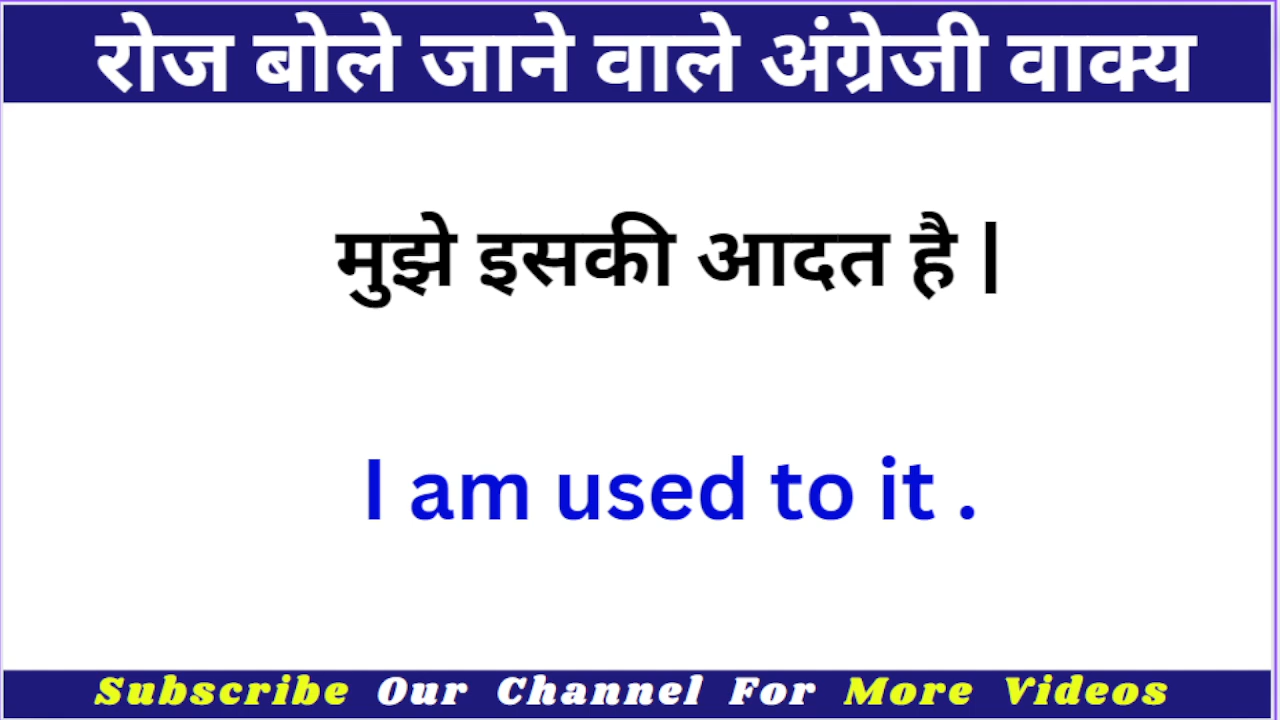 रोज बोले जाने वाले अंग्रेजी वाक्य
मुझे इसकी आदत है |
I am used to it .
Subscribe Our Channel For More Videos